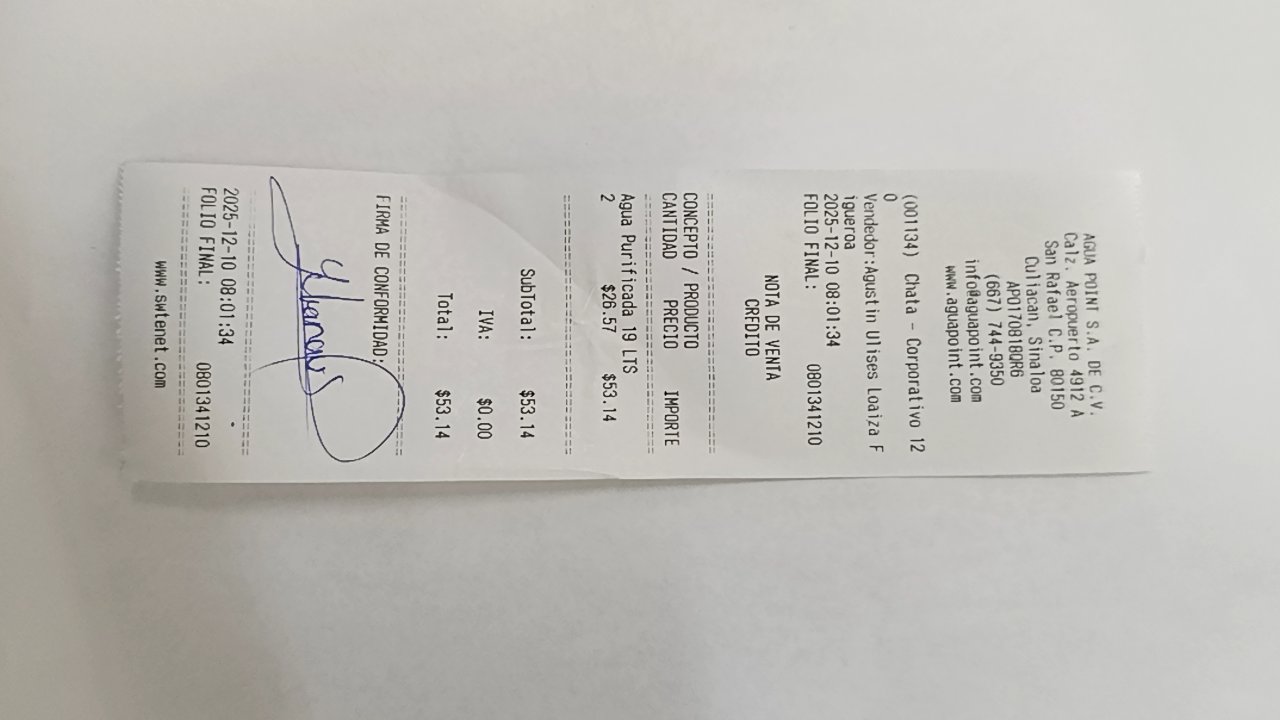 AGUA POINT S.A. DE C.V.
Calz. Aeropuerto 4912 A
San Rafael C.P. 80150
Culiacan, Sinaloa
APO170818QR6
(667) 744-9350
info@aguapoint.com
www.aguapoint.com
(001134) Chata - Corporativo 12
0
Vendedor:Agustin Ulises Loaiza F
igueroa
2025-12-10 08:01:34
FOLIO FINAL: 0801341210
NOTA DE VENTA
CREDITO
CONCEPTO / PRODUCTO
CANTIDAD PRECIO IMPORTE
Agua Purificada 19 LTS
2 $26.57 $53.14
SubTotal: $53.14
IVA: $0.00
Total: $53.14
FIRMA DE CONFORMIDAD:
2025-12-10 08:01:34
FOLIO FINAL: 0801341210
www.swtenet.com